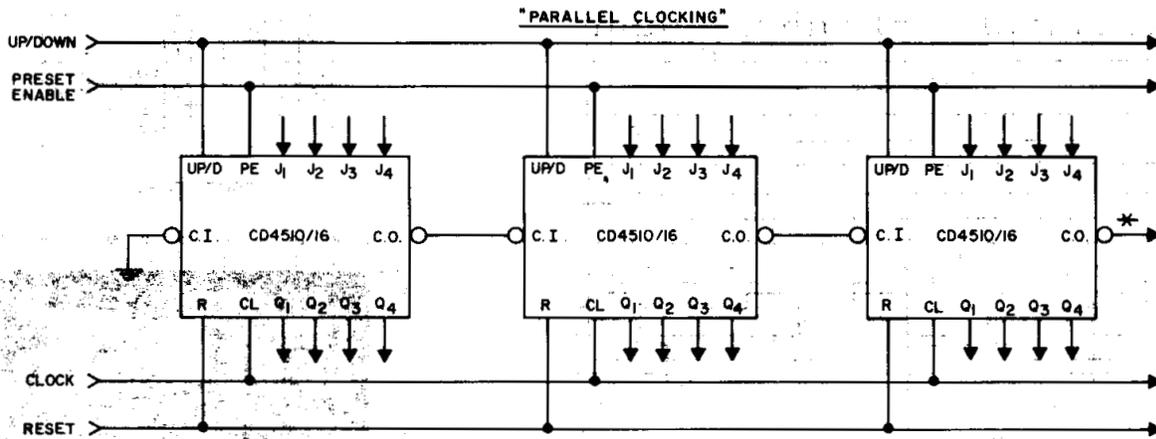 "PARALLEL CLOCKING"
UP/DOWN
PRESET
ENABLE
UP/D PE J1 J2 J3 J4
UP/D PE J1 J2 J3 J4
UP/D PE J1 J2 J3 J4
C.I. CD4510/16 C.O.
C.I. CD4510/16 C.O.
C.I. CD4510/16 C.O.
*
R CL Q1 Q2 Q3 Q4
R CL Q1 Q2 Q3 Q4
R CL Q1 Q2 Q3 Q4
CLOCK
RESET